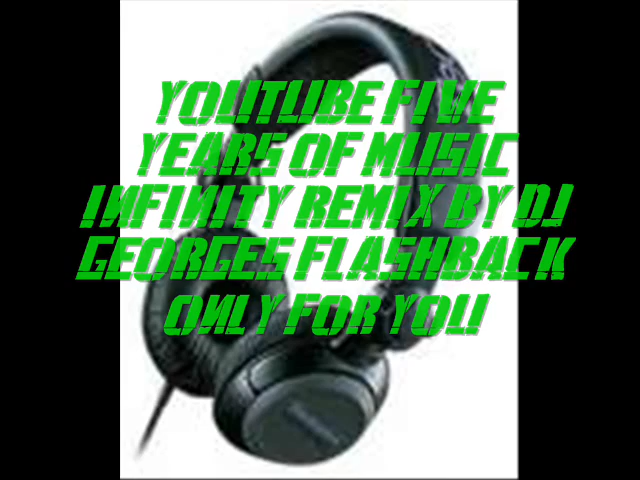 YOUTUBE FIVE
YEARS OF MUSIC
INFINITY REMIX BY DJ
GEORGES FLASHBACK
ONLY FOR YOU